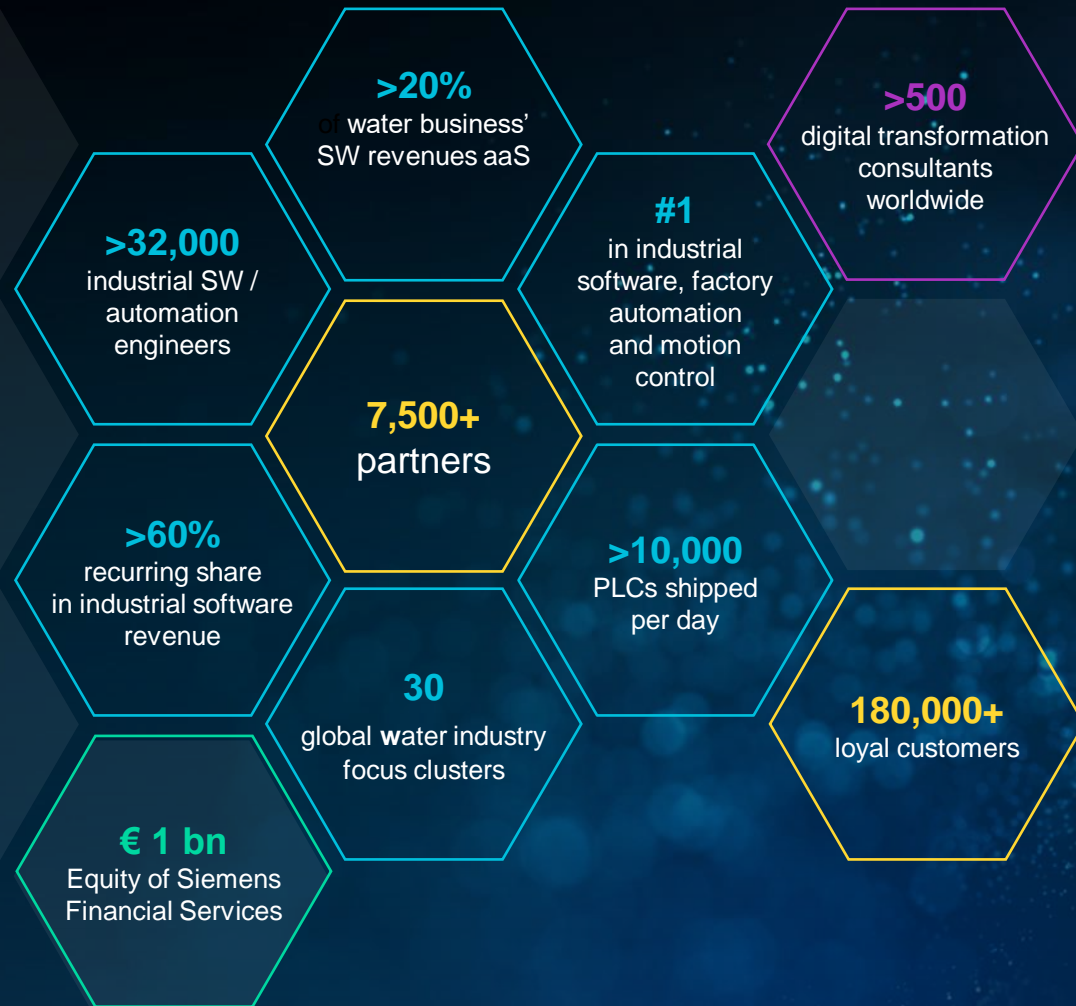 >20%
of water business’
SW revenues aaS
>500
digital transformation
consultants
worldwide
>32,000
industrial SW /
automation
engineers
#1
in industrial
software, factory
automation
and motion
control
7,500+
partners
>60%
recurring share
in industrial software
revenue
>10,000
PLCs shipped
per day
30
global water industry
focus clusters
180,000+
loyal customers
€ 1 bn
Equity of Siemens
Financial Services